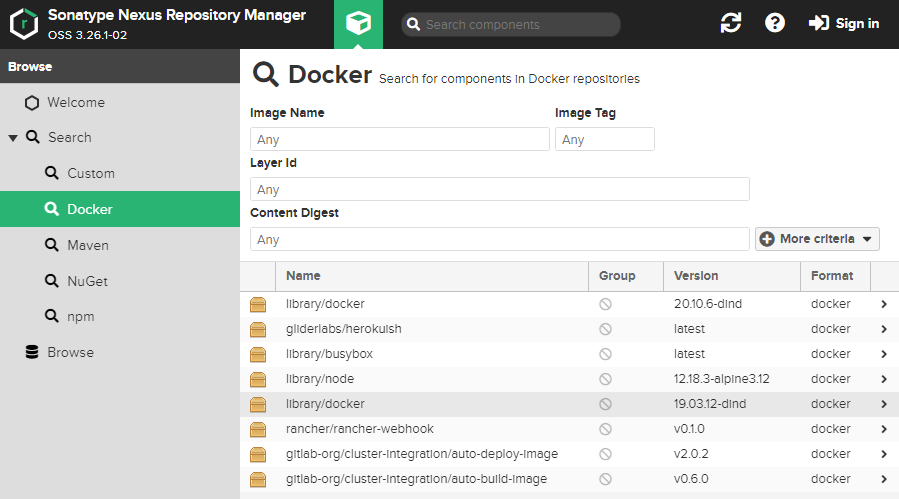 Sonatype Nexus Repository Manager
OSS 3.26.1-02
Search components
Sign in
Browse
Welcome
Search
Custom
Docker
Maven
NuGet
npm
Browse
Docker Search for components in Docker repositories
Image Name Image Tag
Any Any
Layer Id
Any
Content Digest
Any More criteria
Name Group Version Format
library/docker 20.10.6-dind docker
gliderlabs/herokuish latest docker
library/busybox latest docker
library/node 12.18.3-alpine3.12 docker
library/docker 19.03.12-dind docker
rancher/rancher-webhook v0.1.0 docker
gitlab-org/cluster-integration/auto-deploy-image v2.0.2 docker
gitlab-org/cluster-integration/auto-build-image v0.6.0 docker